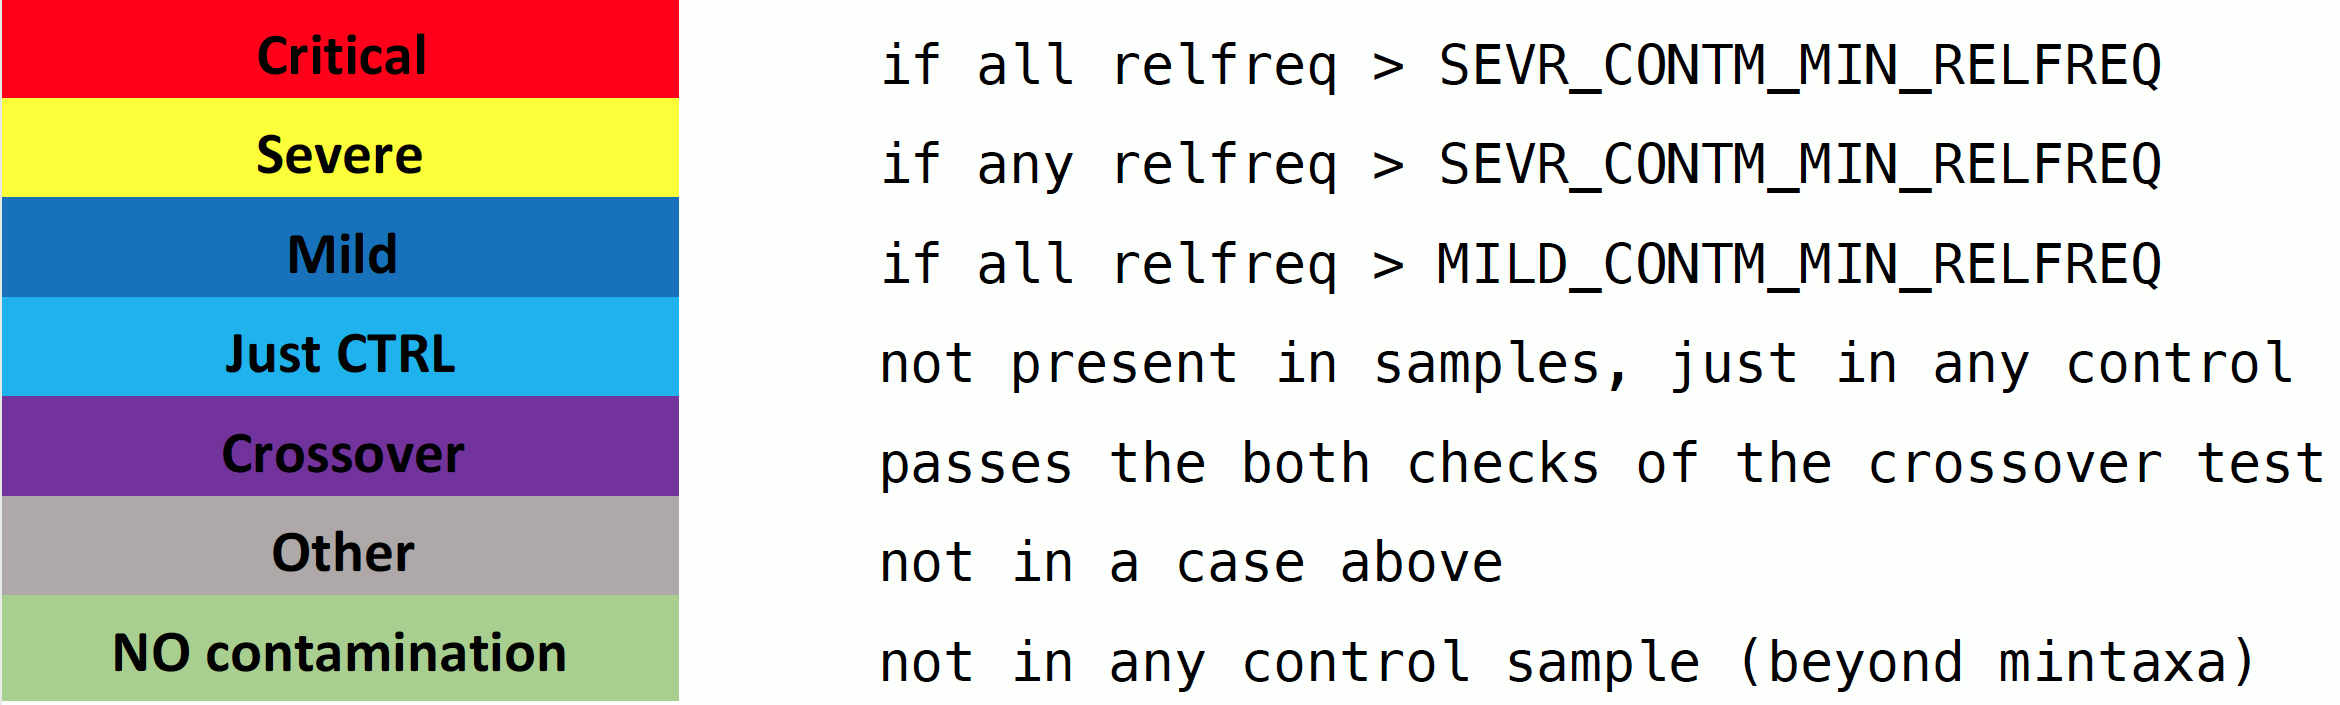 Critical if all relfreq > SEVR_CONTM_MIN_RELFREQ
Severe if any relfreq > SEVR_CONTM_MIN_RELFREQ
Mild if all relfreq > MILD_CONTM_MIN_RELFREQ
Just CTRL not present in samples, just in any control
Crossover passes the both checks of the crossover test
Other not in a case above
NO contamination not in any control sample (beyond mintaxa)